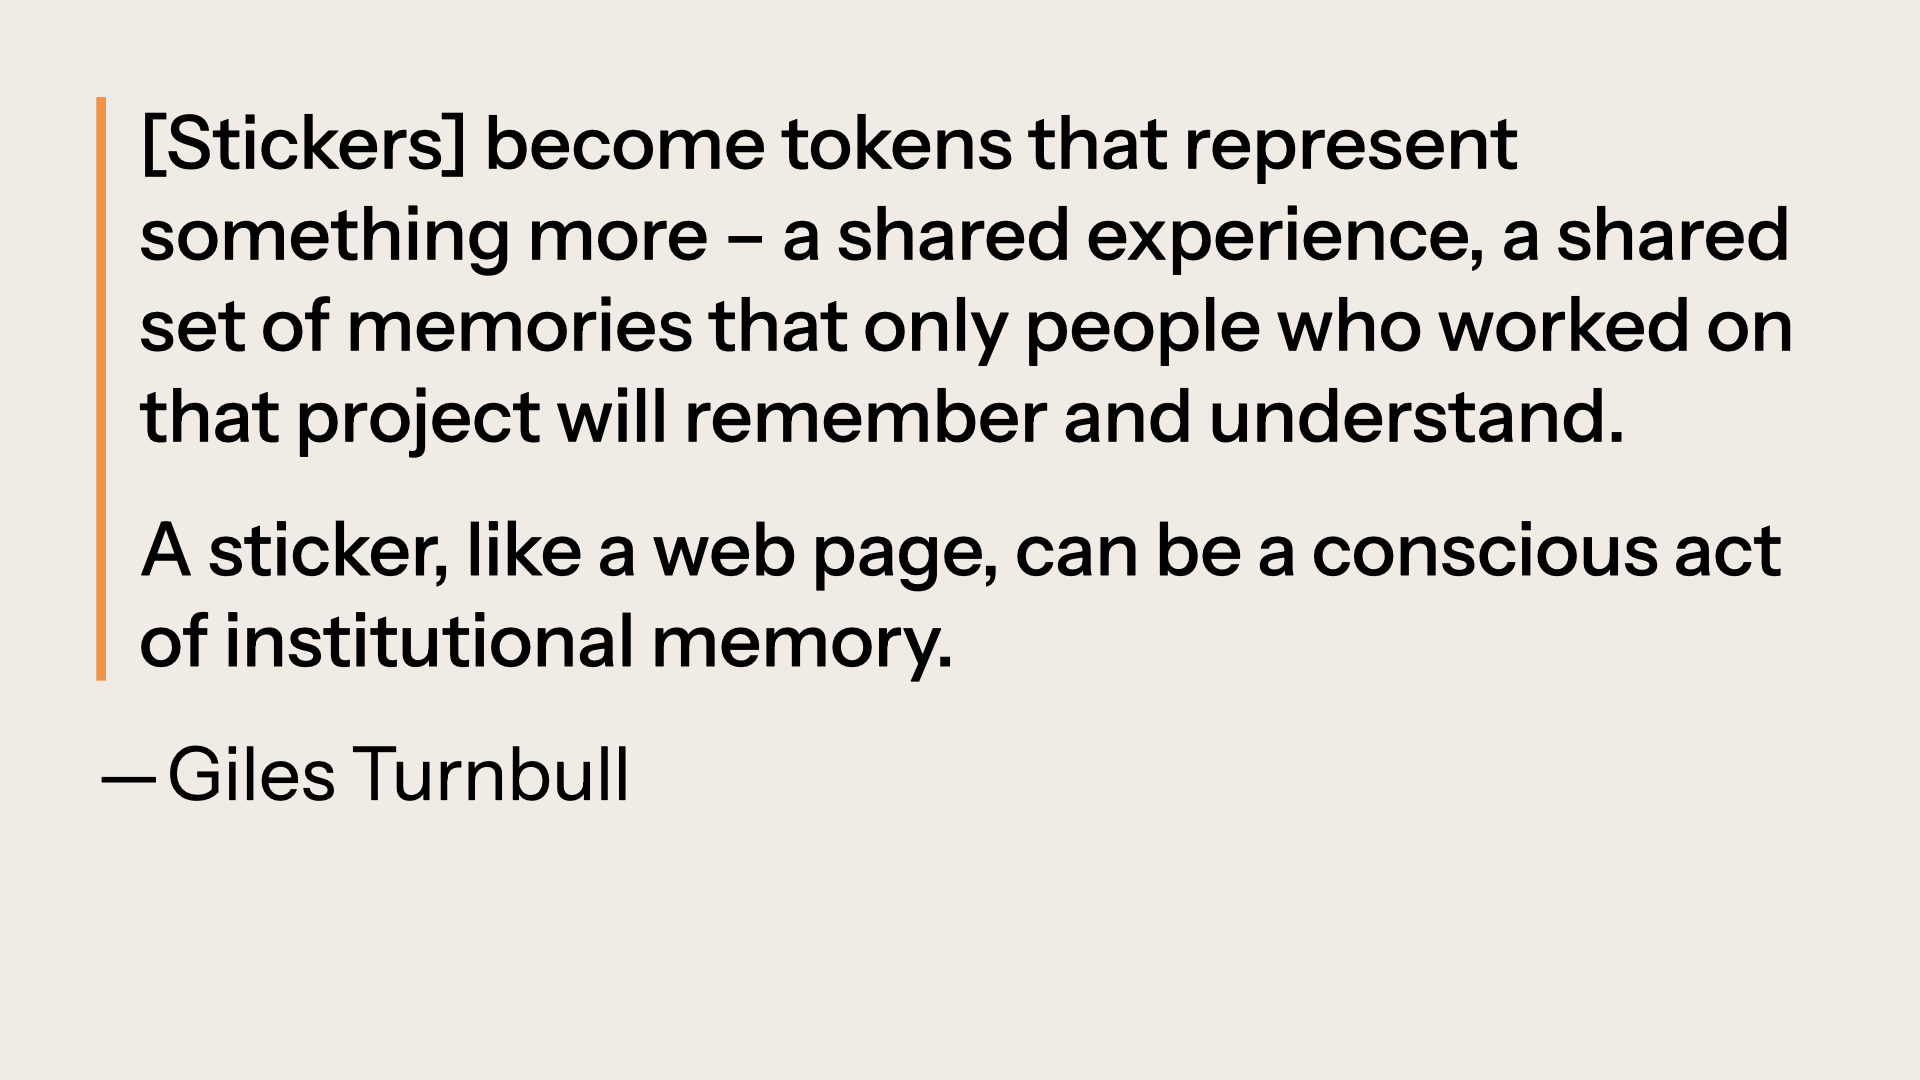 [Stickers] become tokens that represent
something more – a shared experience, a shared
set of memories that only people who worked on
that project will remember and understand.
A sticker, like a web page, can be a conscious act
of institutional memory.
— Giles Turnbull